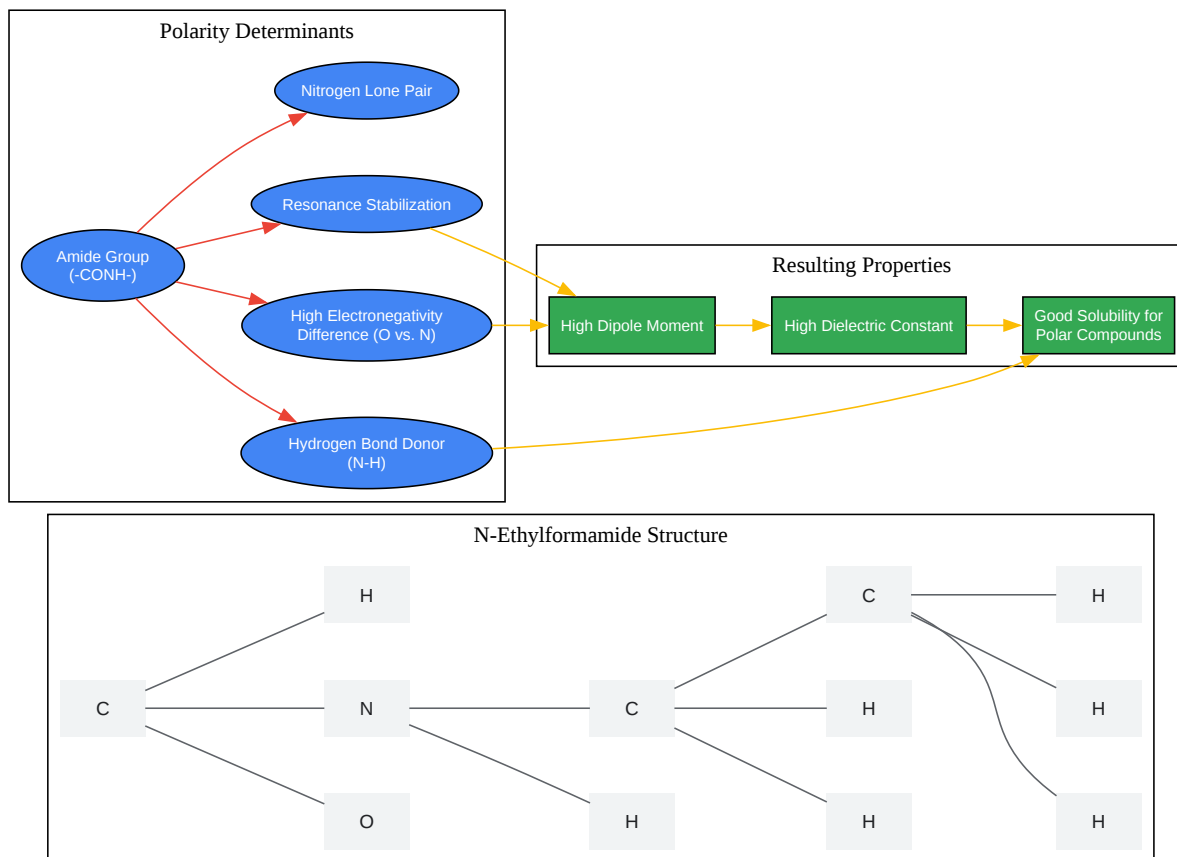 Polarity Determinants
Nitrogen Lone Pair
Resonance Stabilization
Amide Group
(-CONH-)
High Electronegativity
Difference (O vs. N)
Hydrogen Bond Donor
(N-H)
Resulting Properties
High Dipole Moment
High Dielectric Constant
Good Solubility for
Polar Compounds
N-Ethylformamide Structure
H
C
H
C
N
C
H
H
O
H
H
H